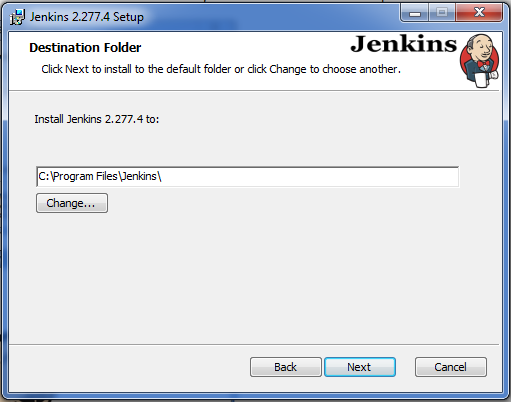 Jenkins 2.277.4 Setup
Destination Folder
Jenkins
Click Next to install to the default folder or click Change to choose another.
Install Jenkins 2.277.4 to:
C:\Program Files\Jenkins\
Change...
Back
Next
Cancel